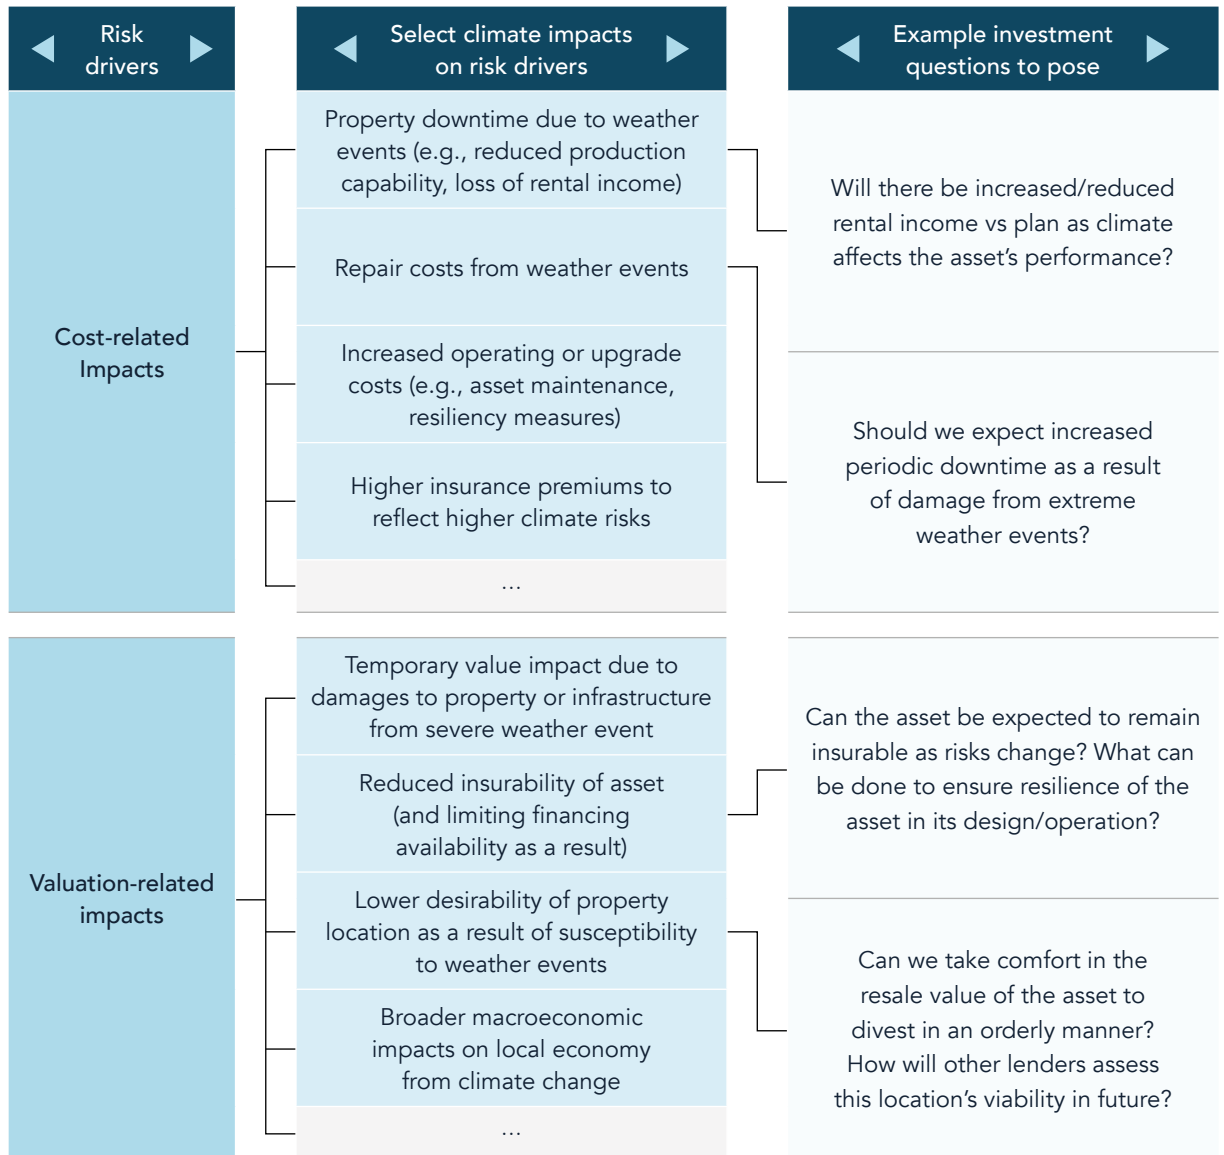 Risk
drivers
Select climate impacts
on risk drivers
Example investment
questions to pose
Cost-related
Impacts
Property downtime due to weather
events (e.g., reduced production
capability, loss of rental income)
Repair costs from weather events
Increased operating or upgrade
costs (e.g., asset maintenance,
resiliency measures)
Higher insurance premiums to
reflect higher climate risks
...
Will there be increased/reduced
rental income vs plan as climate
affects the asset’s performance?
Should we expect increased
periodic downtime as a result
of damage from extreme
weather events?
Valuation-related
impacts
Temporary value impact due to
damages to property or infrastructure
from severe weather event
Reduced insurability of asset
(and limiting financing
availability as a result)
Lower desirability of property
location as a result of susceptibility
to weather events
Broader macroeconomic
impacts on local economy
from climate change
...
Can the asset be expected to remain
insurable as risks change? What can
be done to ensure resilience of the
asset in its design/operation?
Can we take comfort in the
resale value of the asset to
divest in an orderly manner?
How will other lenders assess
this location’s viability in future?